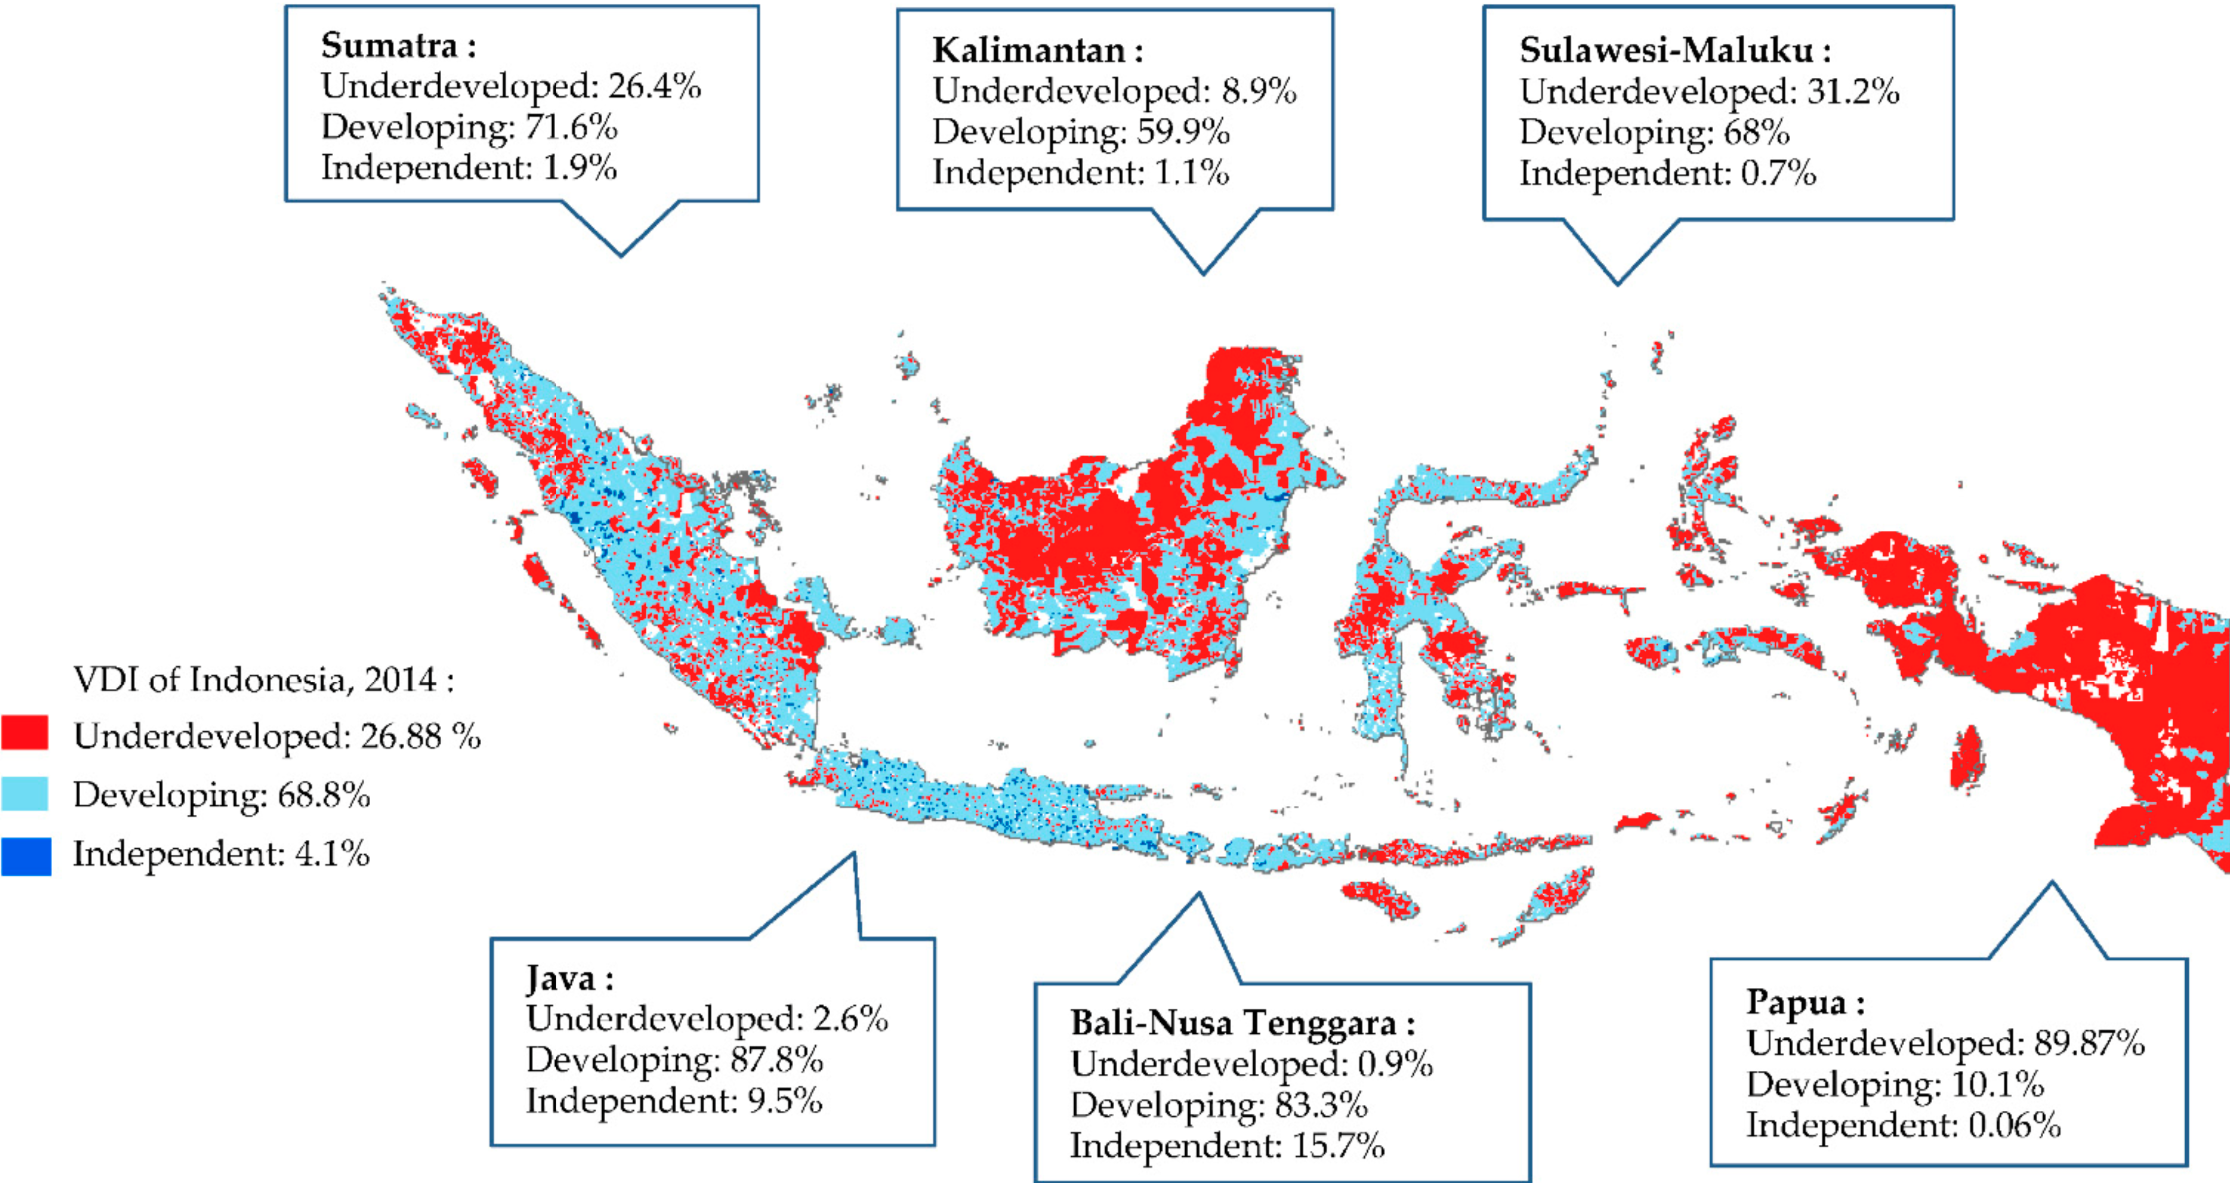 Sumatra :
Underdeveloped: 26.4%
Developing: 71.6%
Independent: 1.9%
Kalimantan :
Underdeveloped: 8.9%
Developing: 59.9%
Independent: 1.1%
Sulawesi-Maluku :
Underdeveloped: 31.2%
Developing: 68%
Independent: 0.7%
VDI of Indonesia, 2014 :
Underdeveloped: 26.88 %
Developing: 68.8%
Independent: 4.1%
Java :
Underdeveloped: 2.6%
Developing: 87.8%
Independent: 9.5%
Bali-Nusa Tenggara :
Underdeveloped: 0.9%
Developing: 83.3%
Independent: 15.7%
Papua :
Underdeveloped: 89.87%
Developing: 10.1%
Independent: 0.06%